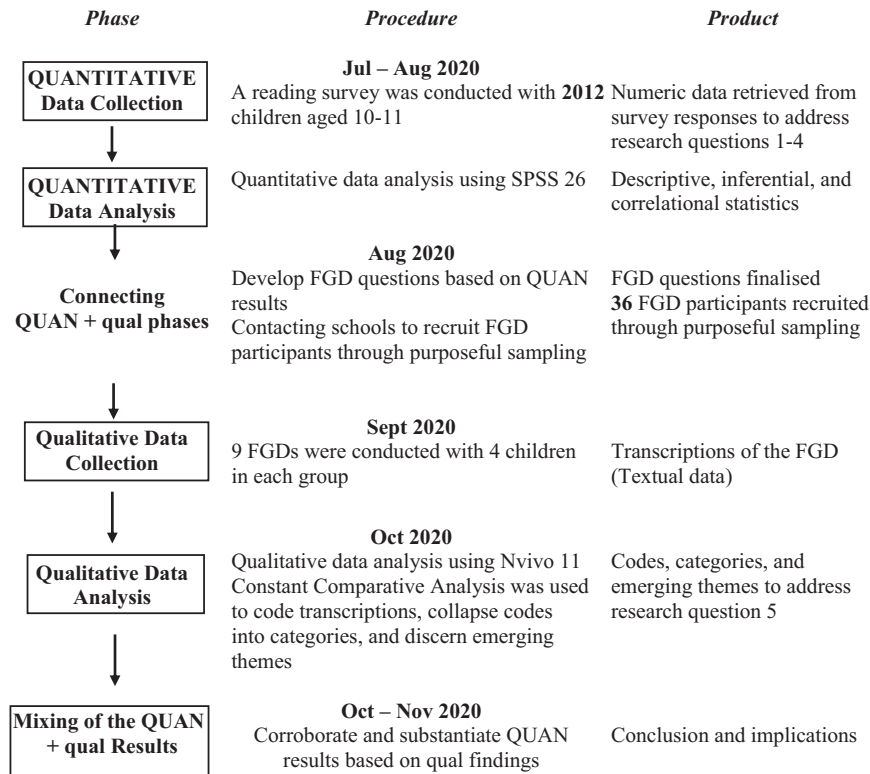 Phase Procedure Product
Jul – Aug 2020
QUANTITATIVE
Data Collection
A reading survey was conducted with 2012
children aged 10-11
Numeric data retrieved from
survey responses to address
research questions 1-4
QUANTITATIVE
Data Analysis
Quantitative data analysis using SPSS 26
Descriptive, inferential, and
correlational statistics
Aug 2020
Connecting
QUAN + qual phases
Develop FGD questions based on QUAN
results
Contacting schools to recruit FGD
participants through purposeful sampling
FGD questions finalised
36 FGD participants recruited
through purposeful sampling
Sept 2020
Qualitative Data
Collection
9 FGDs were conducted with 4 children
in each group
Transcriptions of the FGD
(Textual data)
Oct 2020
Qualitative Data
Analysis
Qualitative data analysis using Nvivo 11
Constant Comparative Analysis was used
to code transcriptions, collapse codes
into categories, and discern emerging
themes
Codes, categories, and
emerging themes to address
research question 5
Oct – Nov 2020
Mixing of the QUAN
+ qual Results
Corroborate and substantiate QUAN
results based on qual findings
Conclusion and implications